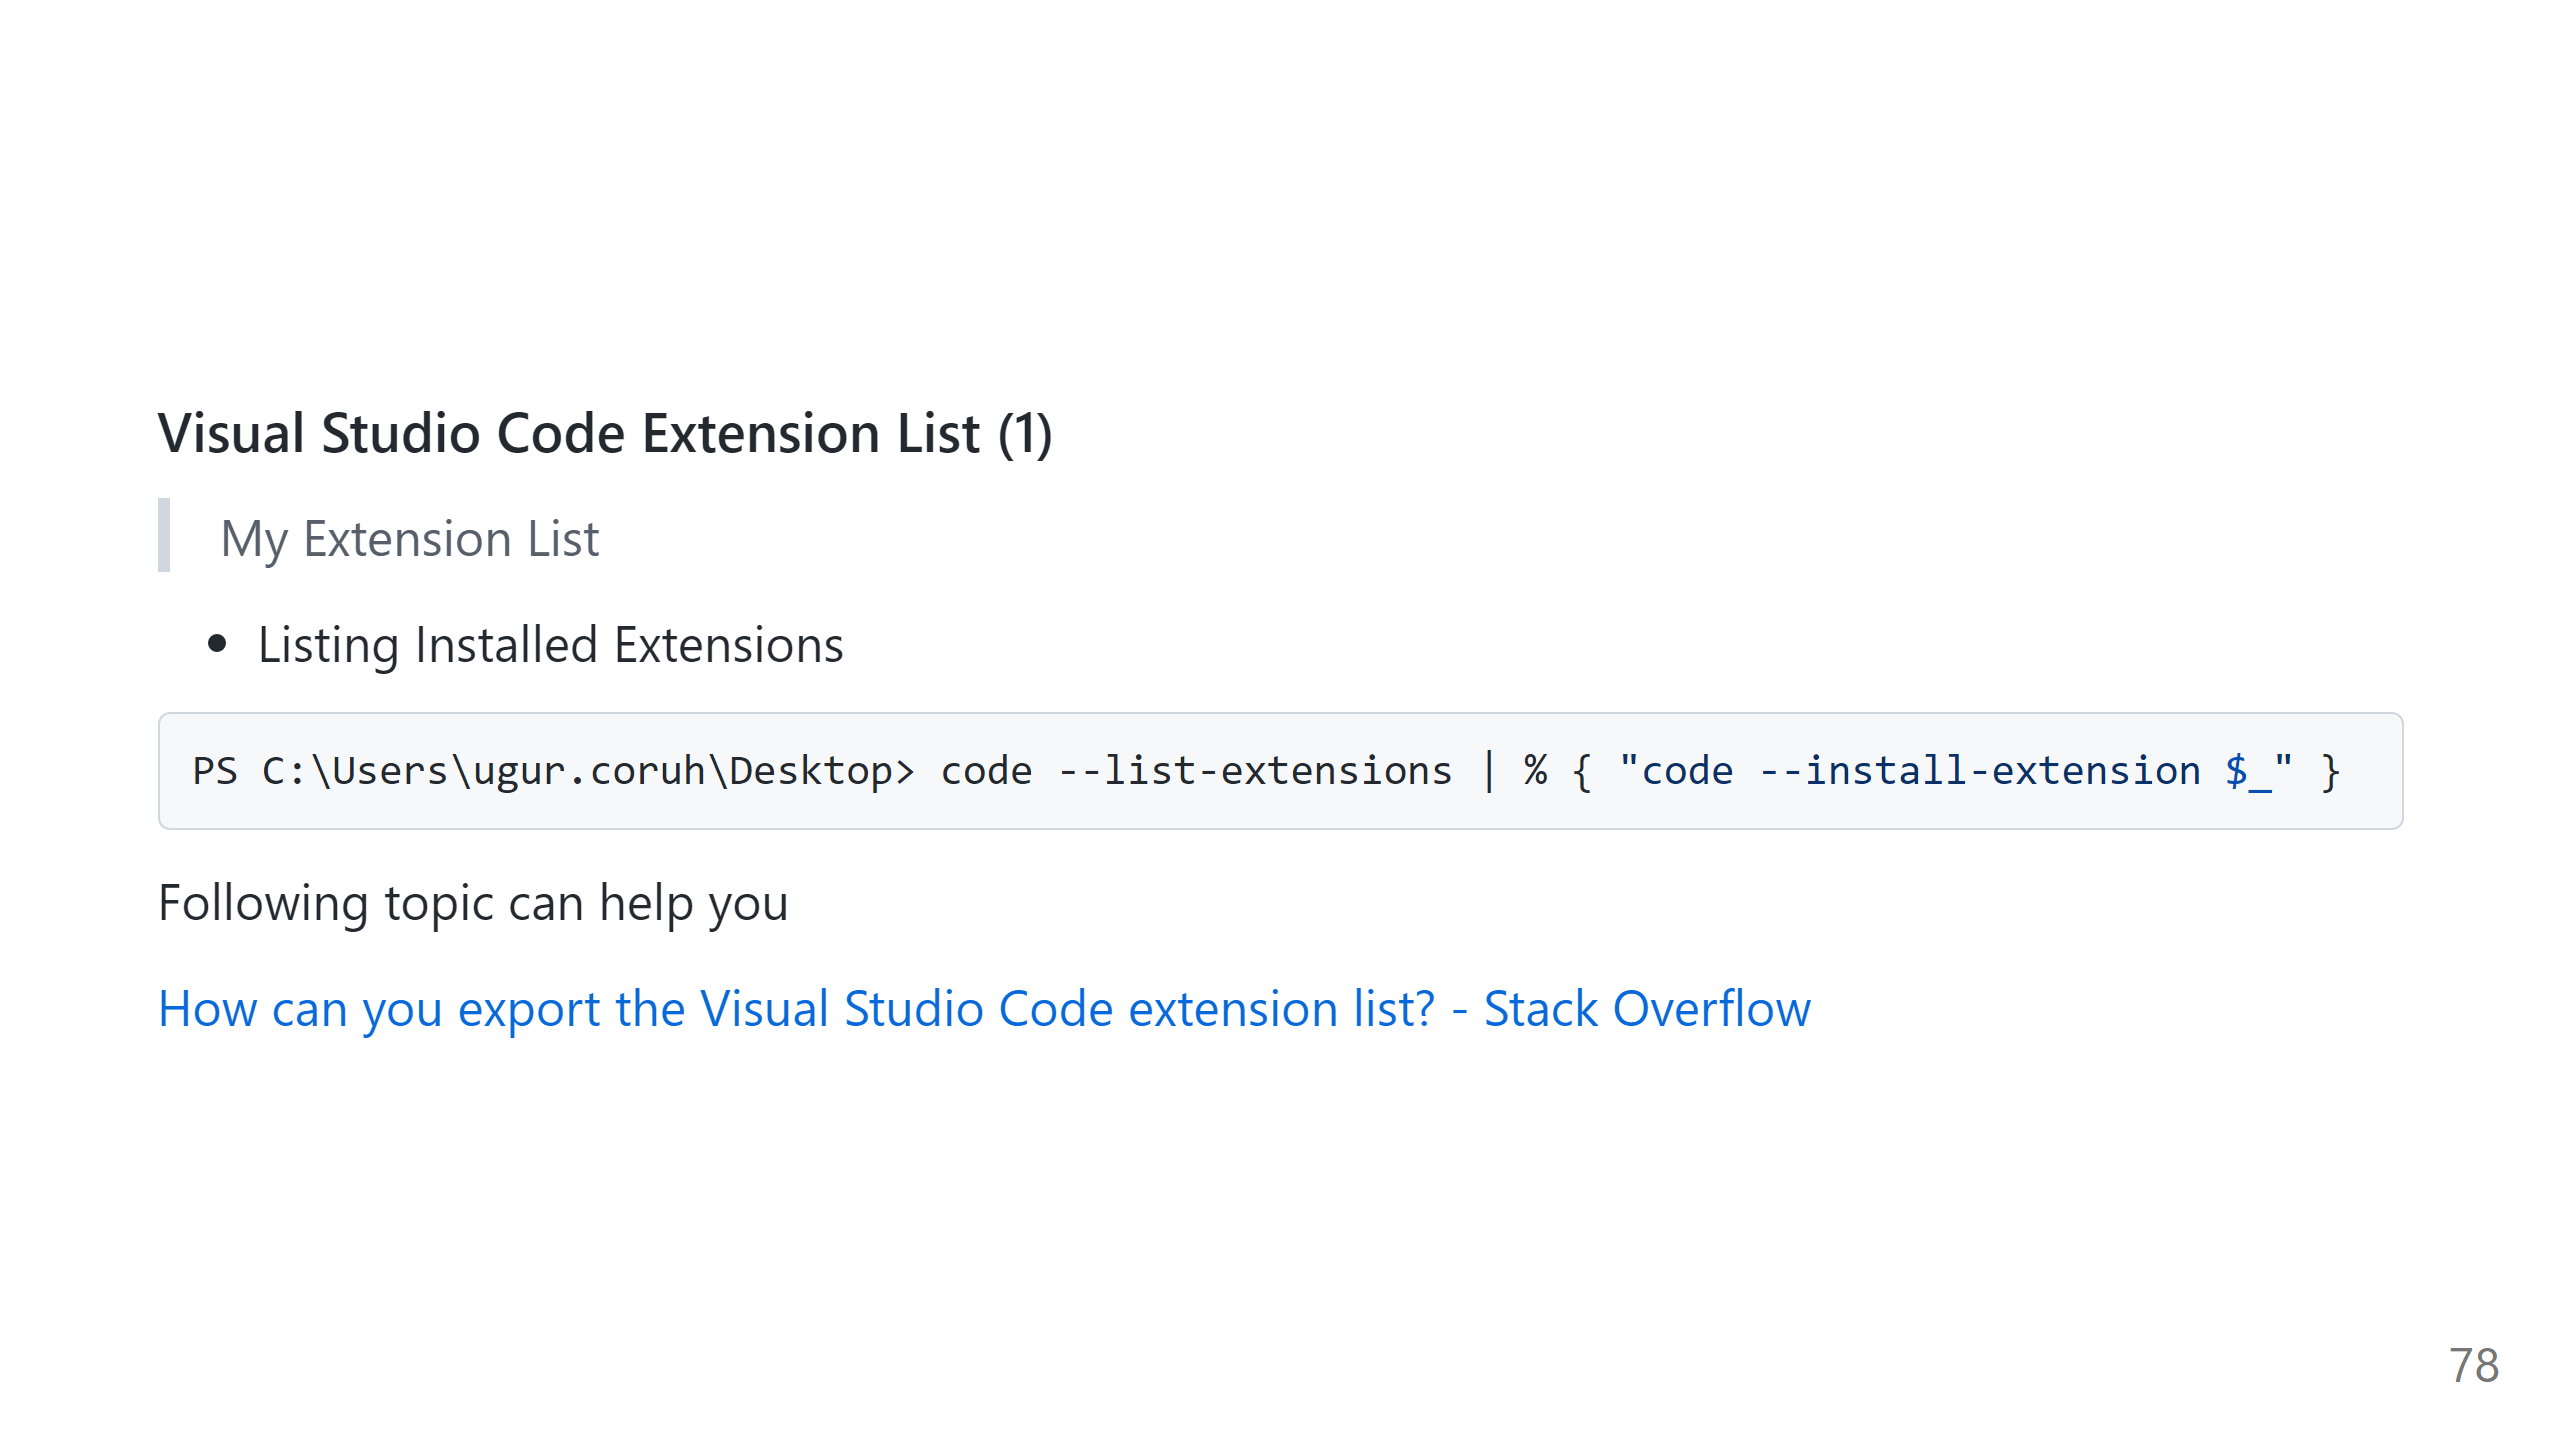 Visual Studio Code Extension List (1)
My Extension List
Listing Installed Extensions
PS C:\Users\ugur.coruh\Desktop> code --list-extensions | % { "code --install-extension $_" }
Following topic can help you
How can you export the Visual Studio Code extension list? - Stack Overflow
78